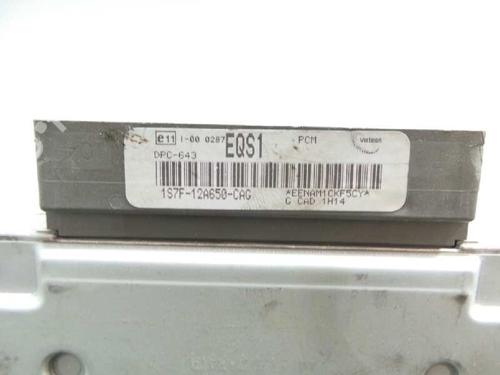 e11 1-00 0287 EQS1 PCM Visteon
DPC-643
1S7F-12A650-CAG *EENAM1CKF5CY*
G CAD 1H14